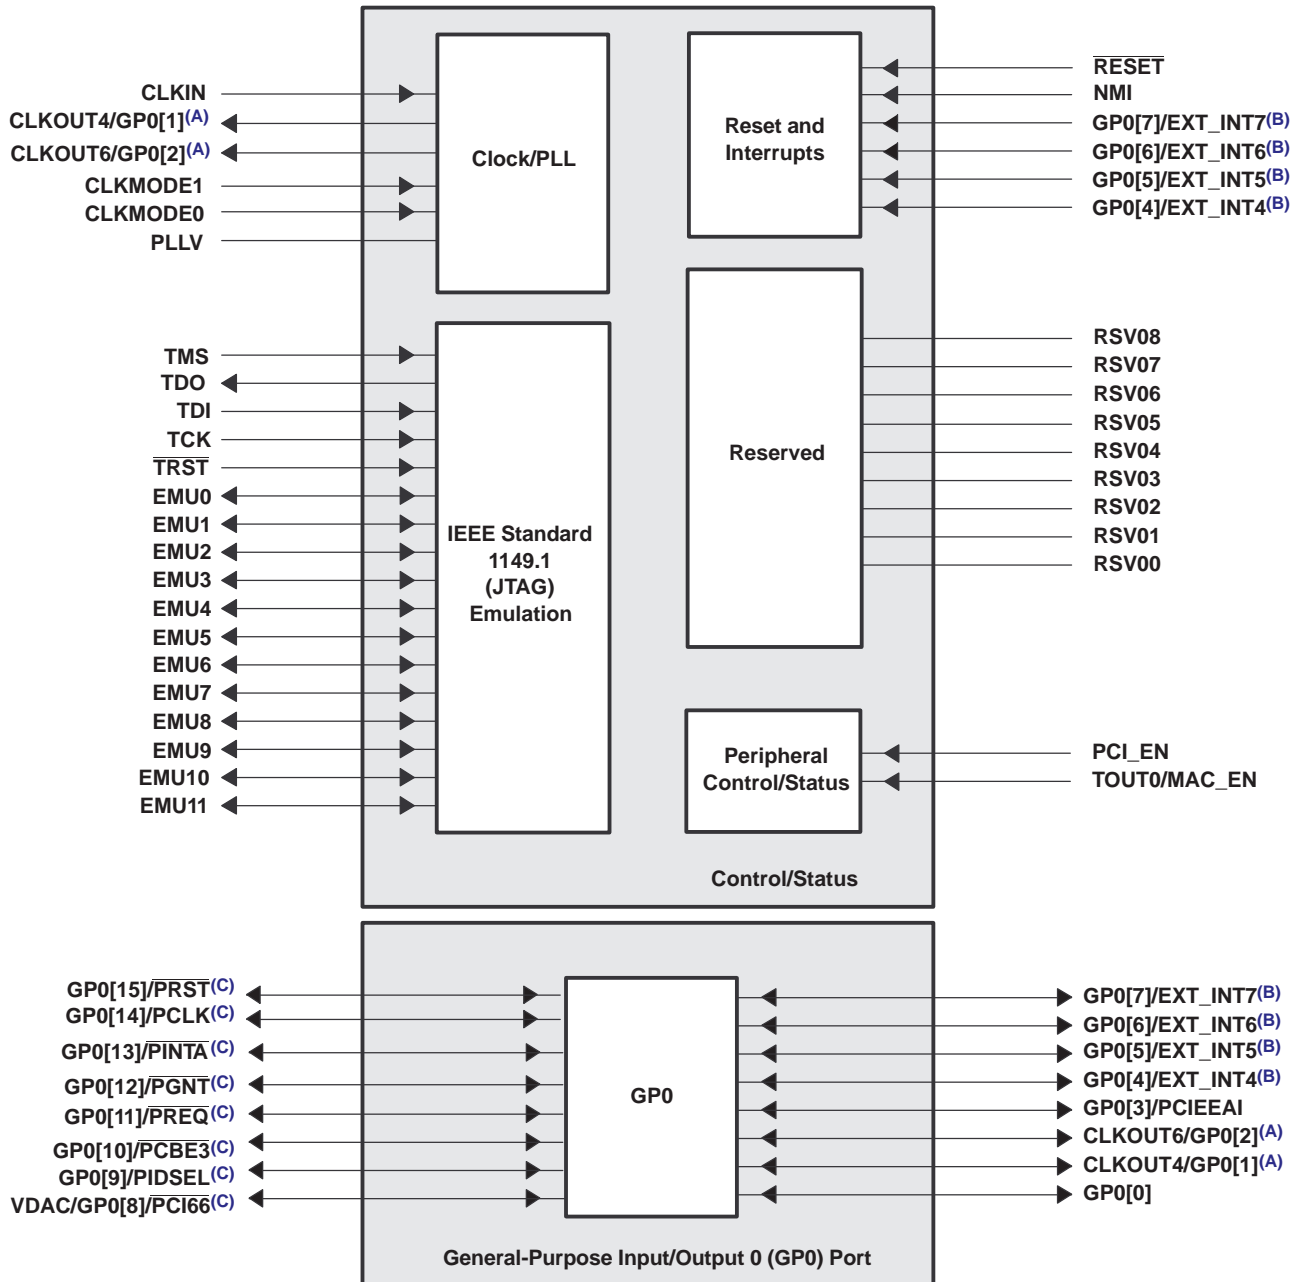 CLKIN
CLKOUT4/GP0[1](A)
CLKOUT6/GP0[2](A)
CLKMODE1
CLKMODE0
PLLV
Clock/PLL
Reset and
Interrupts
RESET
NMI
GP0[7]/EXT_INT7(B)
GP0[6]/EXT_INT6(B)
GP0[5]/EXT_INT5(B)
GP0[4]/EXT_INT4(B)
TMS
TDO
TDI
TCK
TRST
EMU0
EMU1
EMU2
EMU3
EMU4
EMU5
EMU6
EMU7
EMU8
EMU9
EMU10
EMU11
IEEE Standard
1149.1
(JTAG)
Emulation
Reserved
RSV08
RSV07
RSV06
RSV05
RSV04
RSV03
RSV02
RSV01
RSV00
Peripheral
Control/Status
PCI_EN
TOUT0/MAC_EN
Control/Status
GP0[15]/PRST(C)
GP0[14]/PCLK(C)
GP0[13]/PINTA(C)
GP0[12]/PGNT(C)
GP0[11]/PREQ(C)
GP0[10]/PCBE3(C)
GP0[9]/PIDSEL(C)
VDAC/GP0[8]/PCI66(C)
GP0
GP0[7]/EXT_INT7(B)
GP0[6]/EXT_INT6(B)
GP0[5]/EXT_INT5(B)
GP0[4]/EXT_INT4(B)
GP0[3]/PCIEEAI
CLKOUT6/GP0[2](A)
CLKOUT4/GP0[1](A)
GP0[0]
General-Purpose Input/Output 0 (GP0) Port